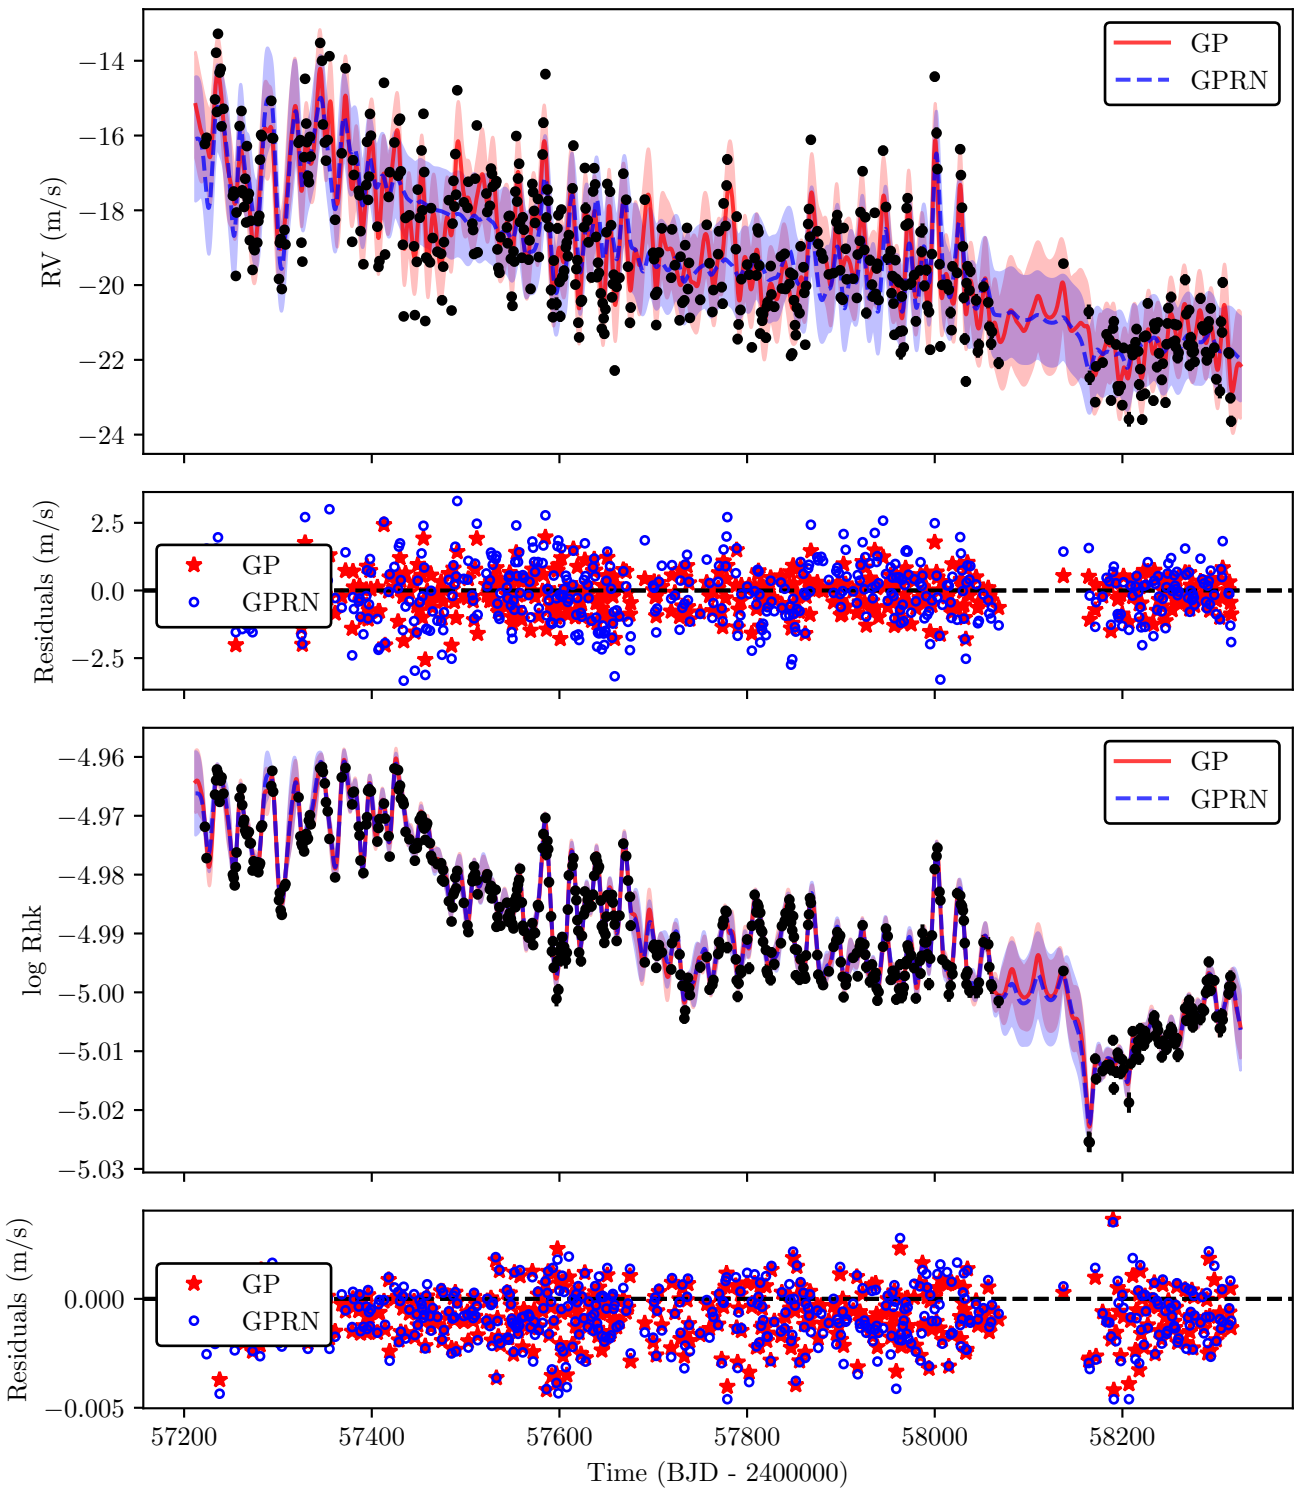 −14
−16
−18
−20
−22
−24
RV (m/s)
GP
GPRN
2.5
0.0
−2.5
Residuals (m/s)
GP
GPRN
−4.96
−4.97
−4.98
−4.99
−5.00
−5.01
−5.02
−5.03
log Rhk
GP
GPRN
0.000
−0.005
Residuals (m/s)
GP
GPRN
57200 57400 57600 57800 58000 58200
Time (BJD - 2400000)